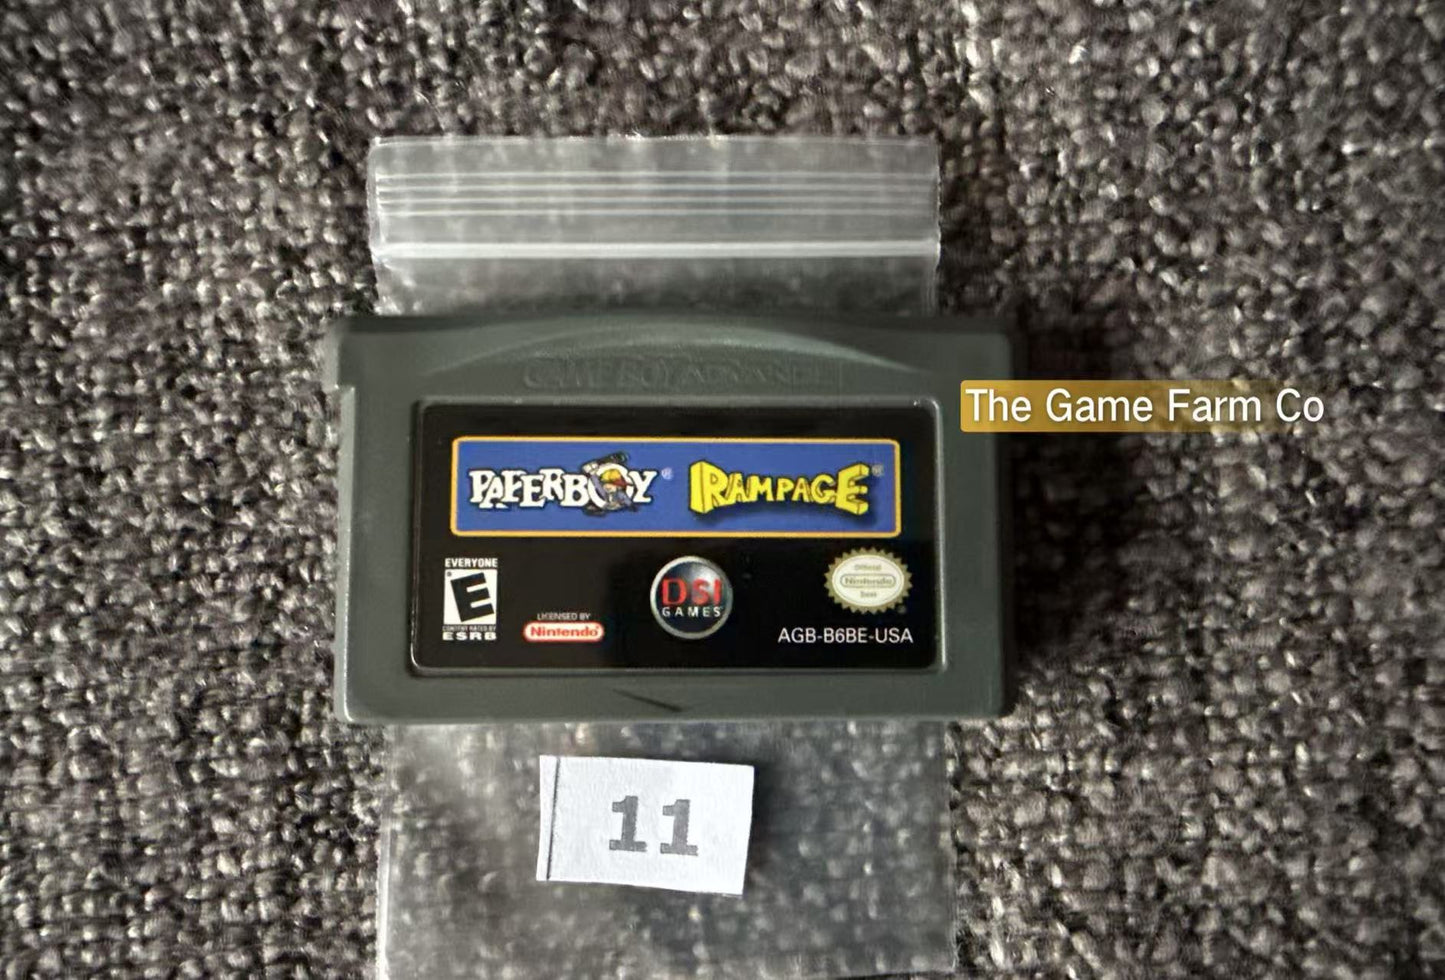 GAME BOY ADVANCE
The Game Farm Co
PAPERBOY® RAMPAGE®
EVERYONE
E
CONTENT RATED BY
ESRB
LICENSED BY
Nintendo
DSI
GAMES
Official
Nintendo
Seal
AGB-B6BE-USA
11